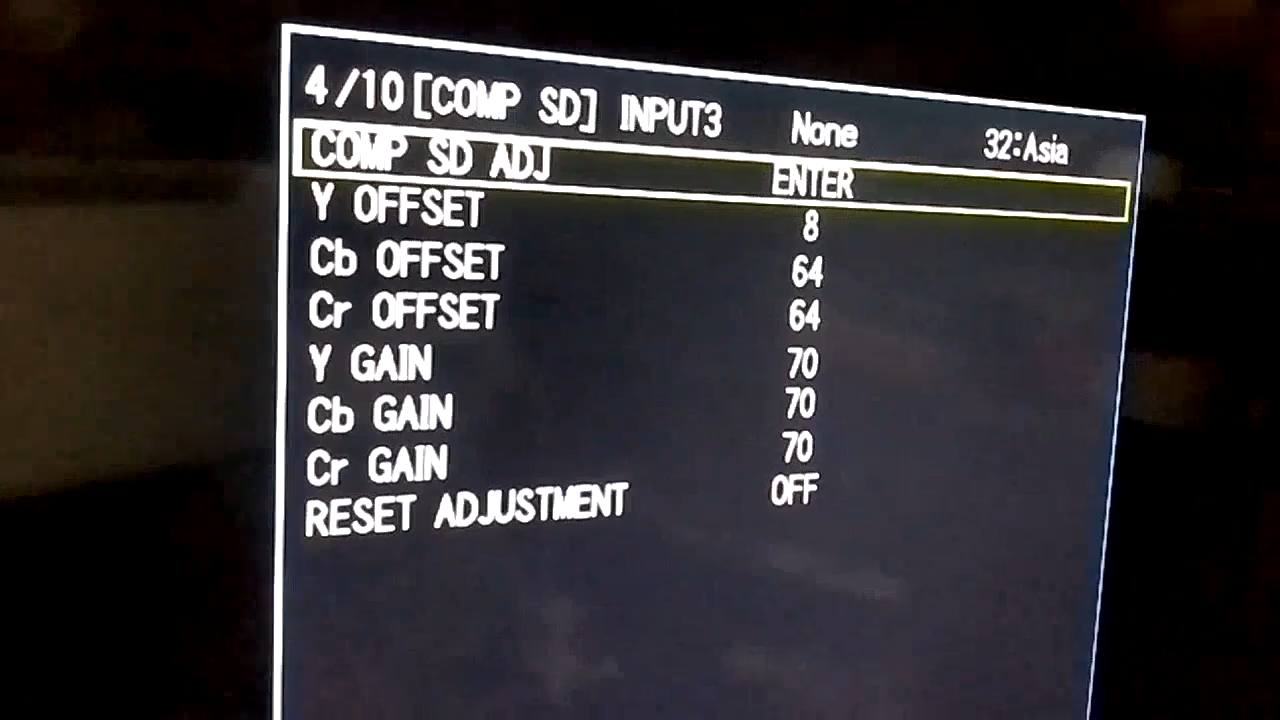 4/10[COMP SD] INPUT3 None 32:Asia
COMP SD ADJ ENTER
Y OFFSET 8
Cb OFFSET 64
Cr OFFSET 64
Y GAIN 70
Cb GAIN 70
Cr GAIN 70
RESET ADJUSTMENT OFF